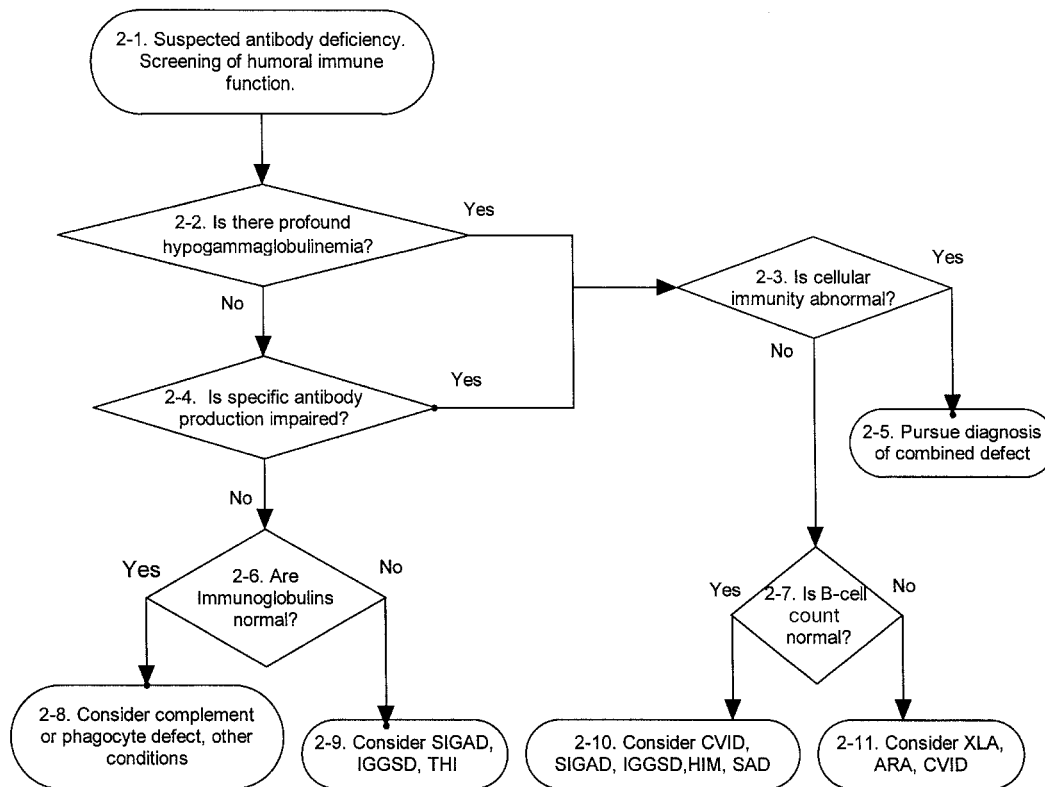 2-1. Suspected antibody deficiency.
Screening of humoral immune
function.
2-2. Is there profound
hypogammaglobulinemia?
Yes
No
2-3. Is cellular
immunity abnormal?
Yes
No
2-4. Is specific antibody
production impaired?
Yes
No
2-5. Pursue diagnosis
of combined defect
2-6. Are
Immunoglobulins
normal?
Yes
No
2-7. Is B-cell
count
normal?
Yes
No
2-8. Consider complement
or phagocyte defect, other
conditions
2-9. Consider SIGAD,
IGGSD, THI
2-10. Consider CVID,
SIGAD, IGGSD,HIM, SAD
2-11. Consider XLA,
ARA, CVID